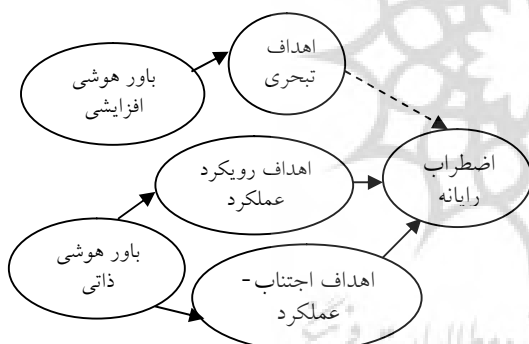 اهداف
تبحری
باور هوشی
افزایشی
اهداف رویکرد
عملکرد
اضطراب
رایانه
باور هوشی
ذاتی
اهداف اجتناب-
عملکرد